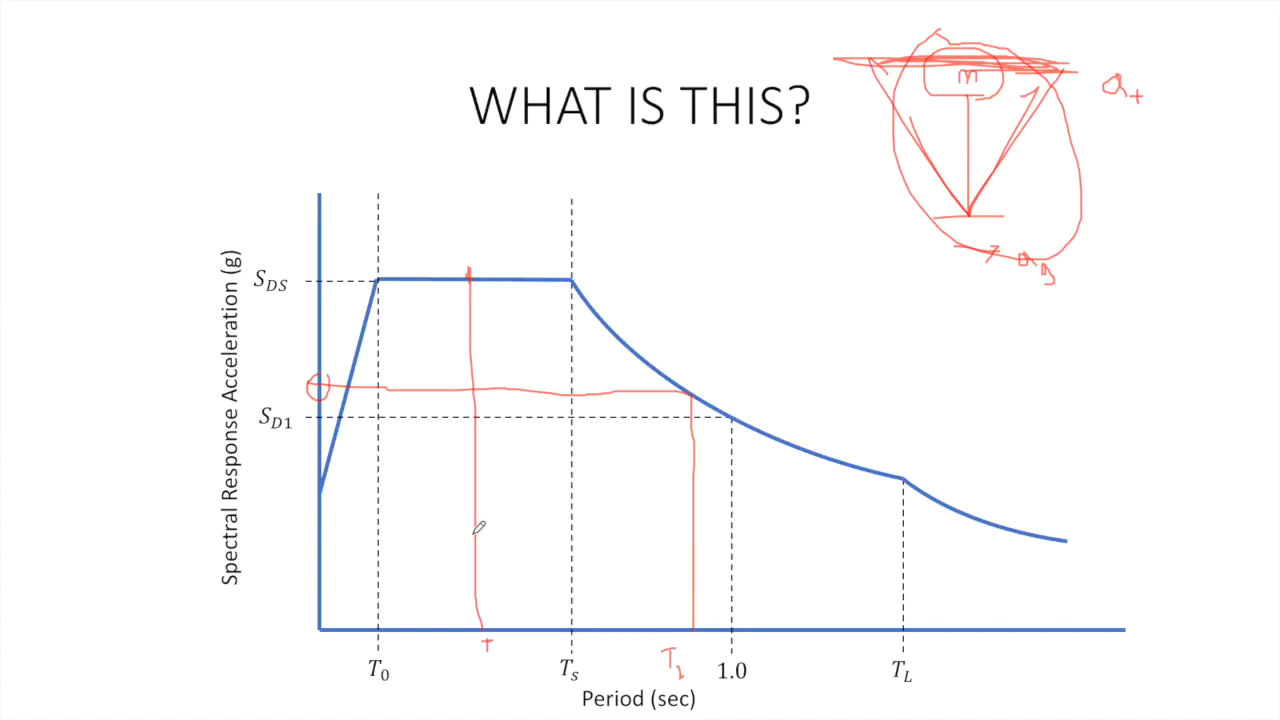 WHAT IS THIS?
m
a+
→ a g
Spectral Response Acceleration (g)
S_DS
S_D1
T
T_1
T_0
T_s
1.0
T_L
Period (sec)